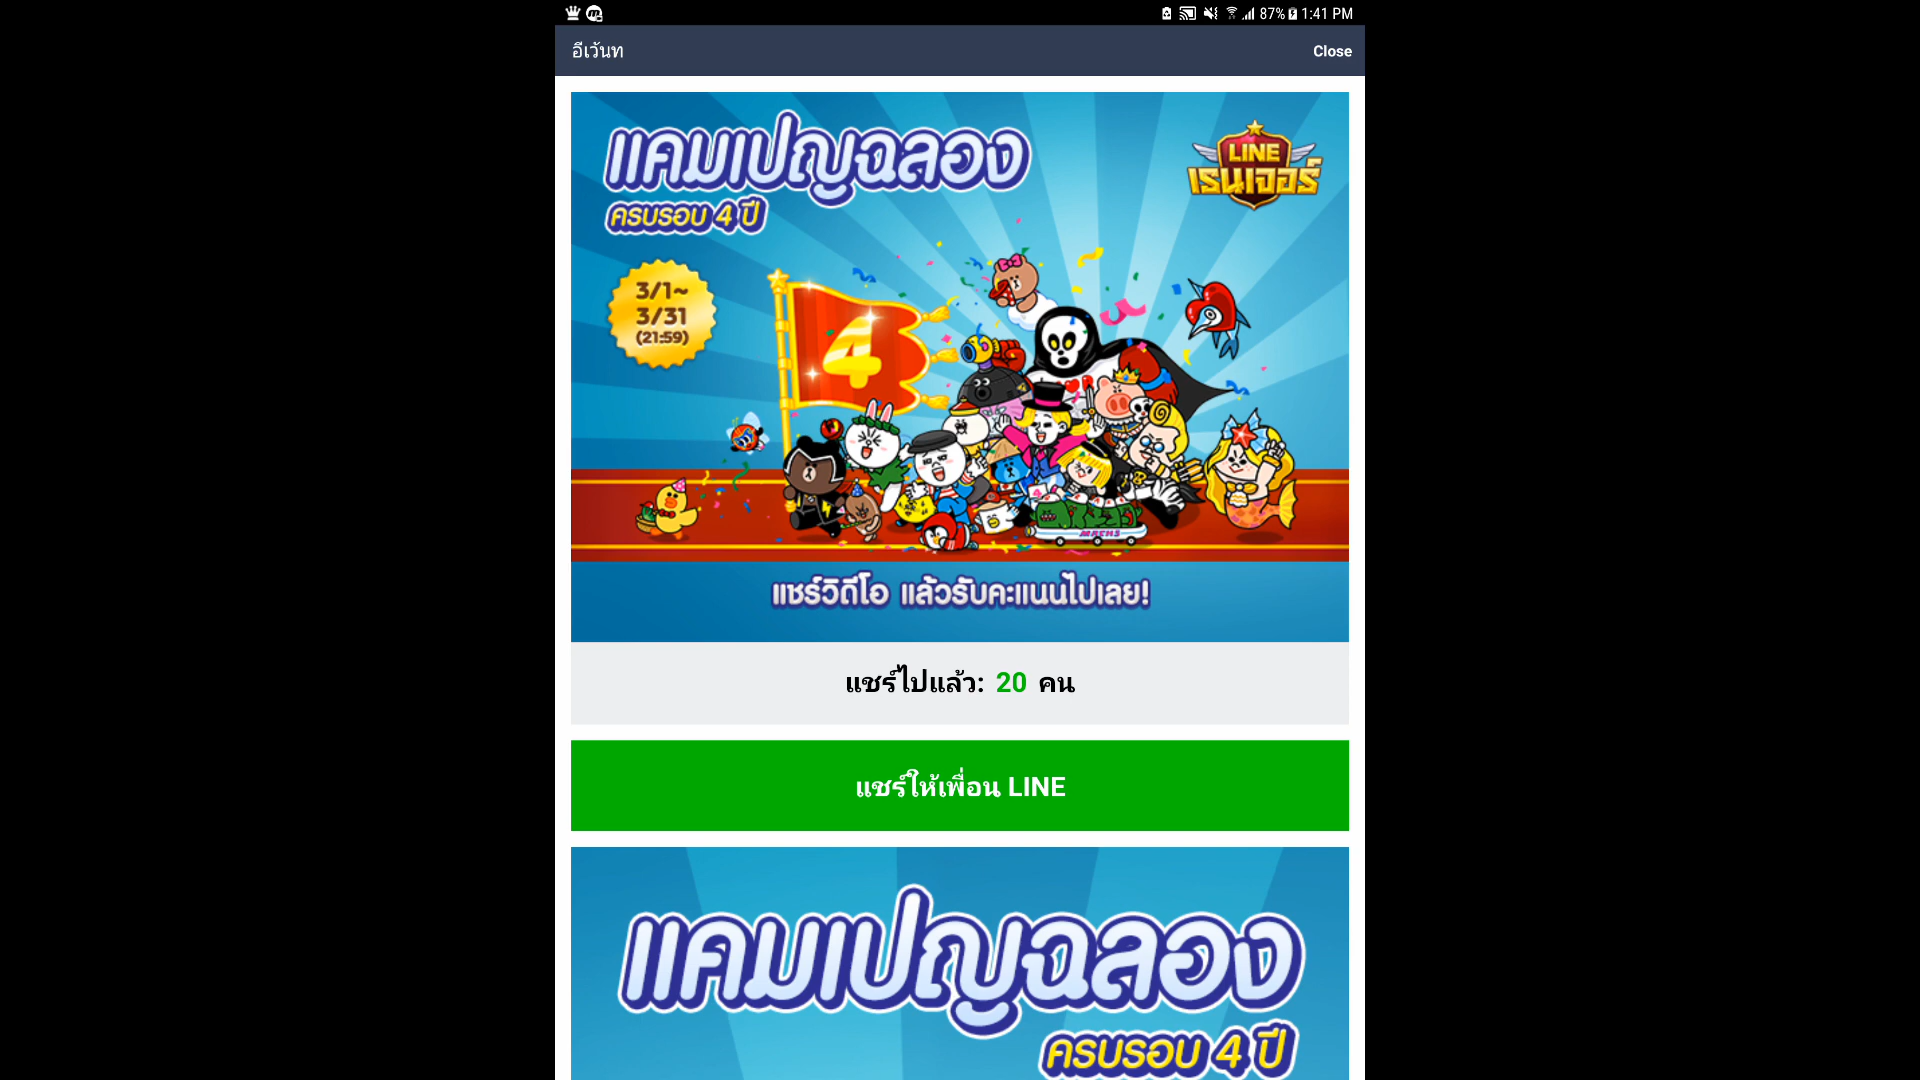 87% 1:41 PM
อีเว้นท
Close
แคมเปญฉลอง
ครบรอบ 4 ปี
LINE
เรนเจอร์
3/1~
3/31
(21:59)
4
แชร์วิดีโอ แล้วรับคะแนนไปเลย!
แชร์ไปแล้ว: 20 คน
แชร์ให้เพื่อน LINE
แคมเปญฉลอง
ครบรอบ 4 ปี